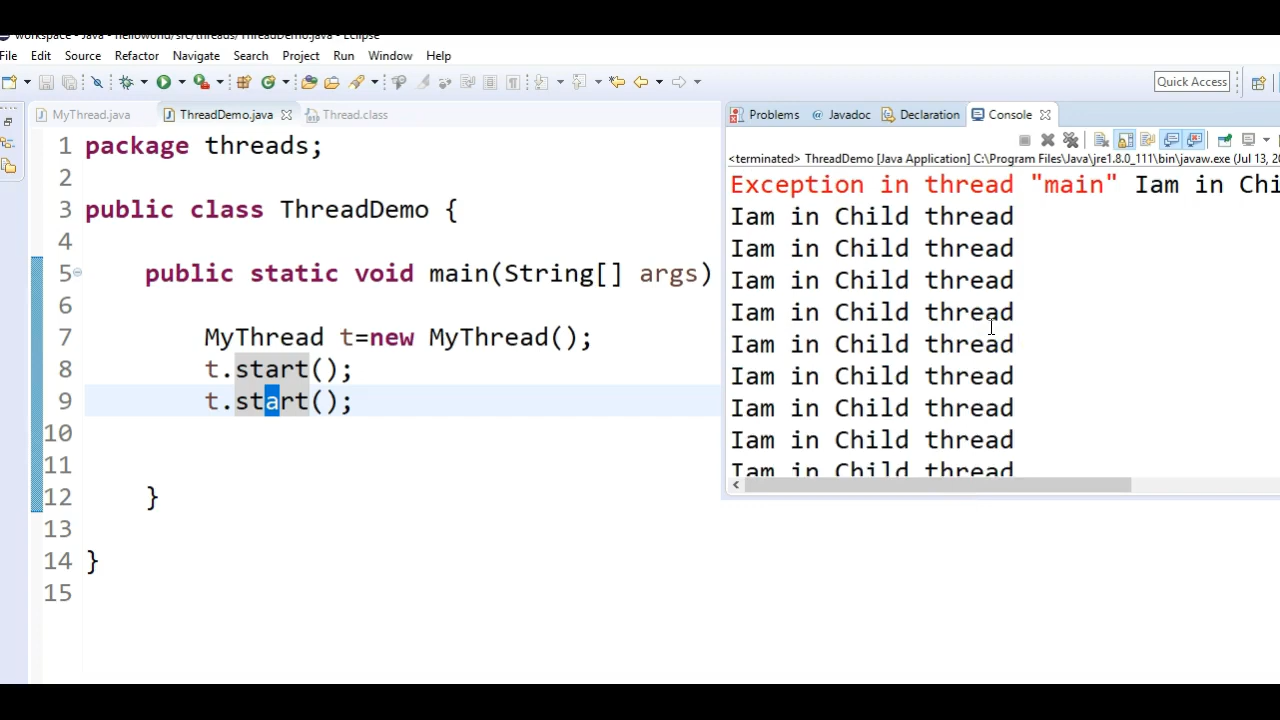 workspace - Java - helloworld/src/threads/ThreadDemo.java - Eclipse
File Edit Source Refactor Navigate Search Project Run Window Help
Quick Access
MyThread.java ThreadDemo.java Thread.class
1 package threads;
2
3 public class ThreadDemo {
4
5 public static void main(String[] args)
6
7 MyThread t=new MyThread();
8 t.start();
9 t.start();
10
11
12 }
13
14 }
15
Problems @ Javadoc Declaration Console
<terminated> ThreadDemo [Java Application] C:\Program Files\Java\jre1.8.0_111\bin\javaw.exe (Jul 13, 20
Exception in thread "main" Iam in Chi
Iam in Child thread
Iam in Child thread
Iam in Child thread
Iam in Child thread
Iam in Child thread
Iam in Child thread
Iam in Child thread
Iam in Child thread
Iam in Child thread